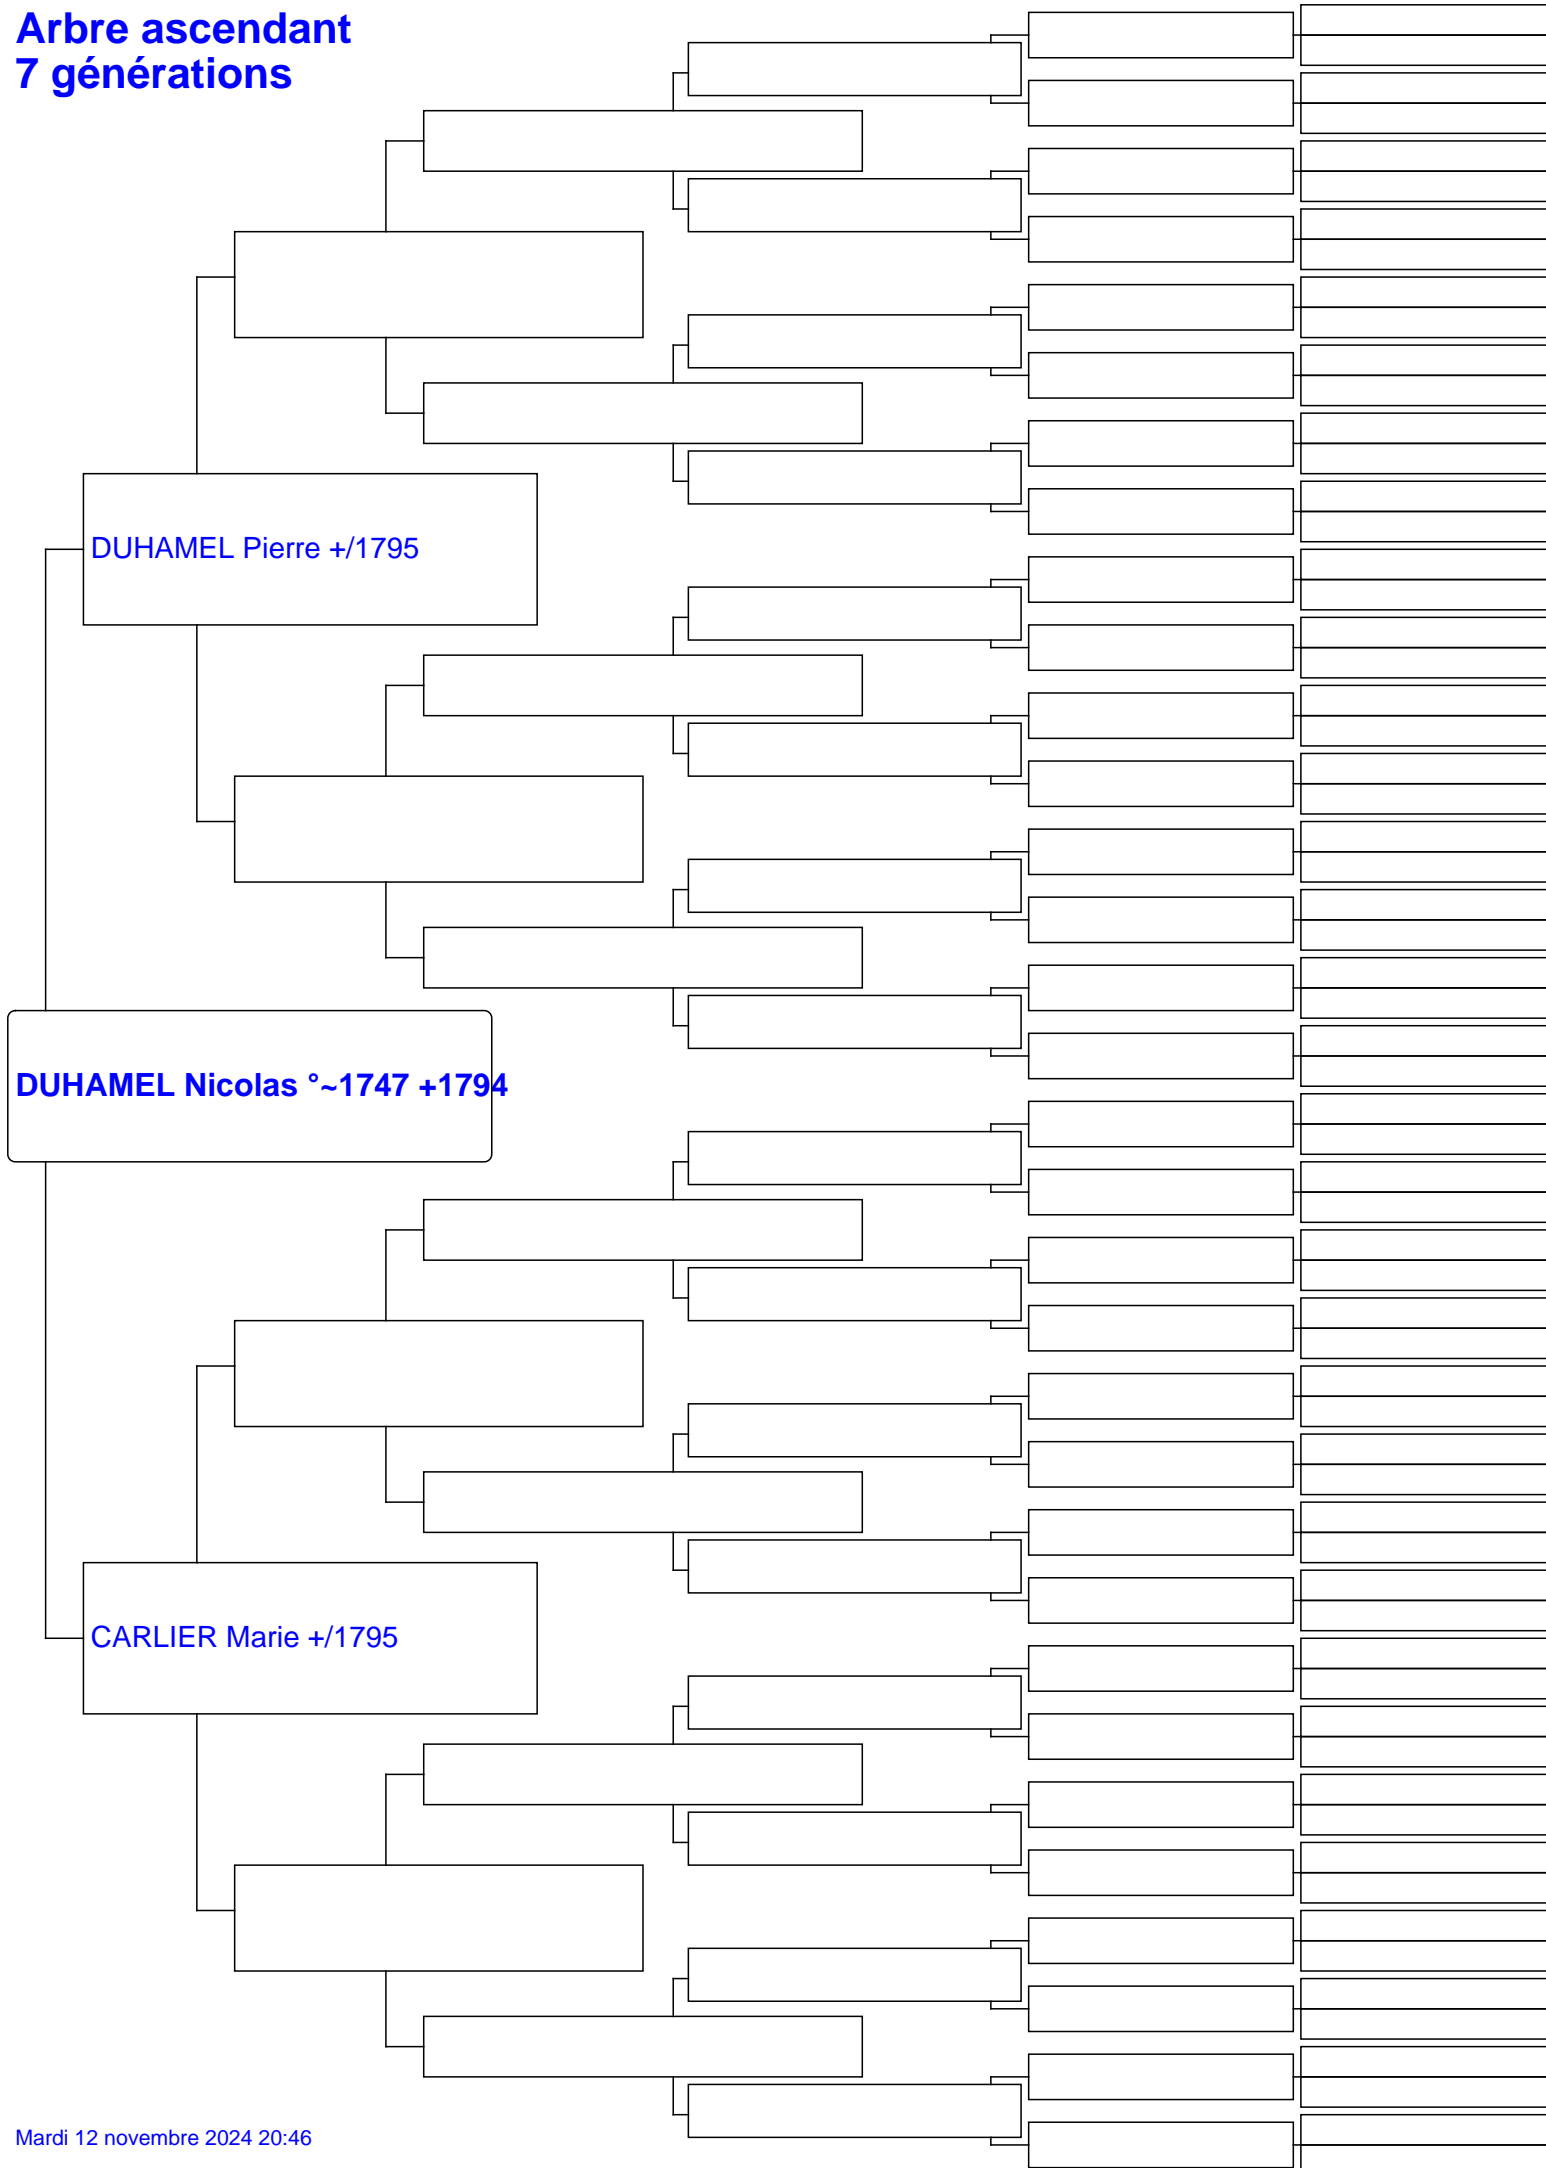 Arbre ascendant
7 générations
DUHAMEL Pierre +/1795
DUHAMEL Nicolas °~1747 +1794
CARLIER Marie +/1795
Mardi 12 novembre 2024 20:46